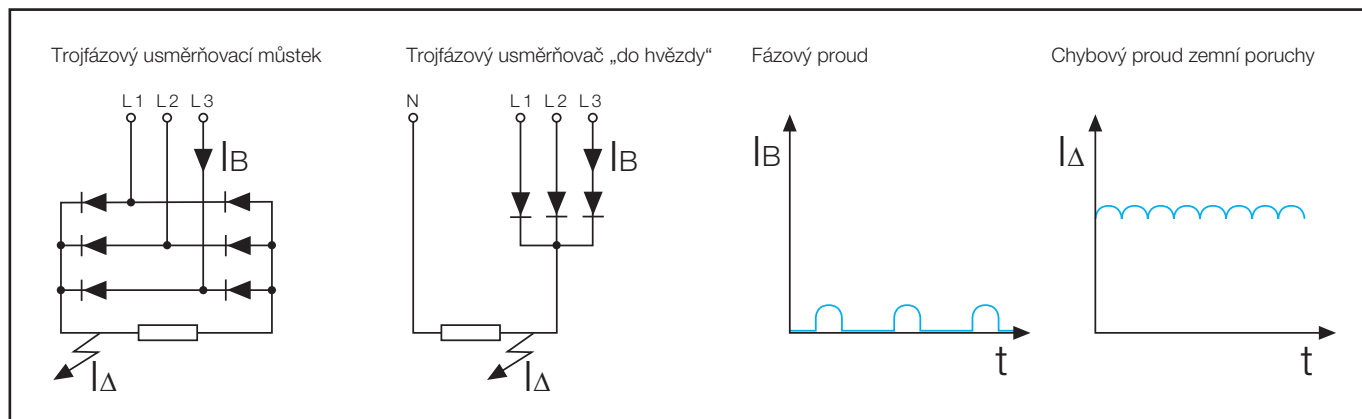 Trojfázový usměrňovací můstek
L1 L2 L3
IB
IΔ
Trojfázový usměrňovač „do hvězdy“
N L1 L2 L3
IB
IΔ
Fázový proud
IB
t
Chybový proud zemní poruchy
IΔ
t